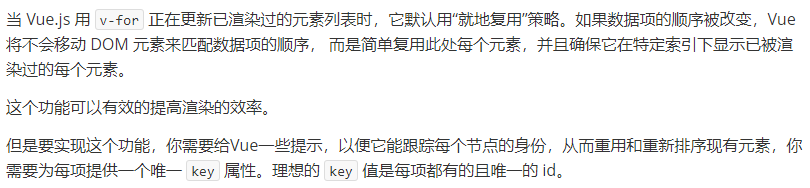 当 Vue.js 用 v-for 正在更新已渲染过的元素列表时，它默认用“就地复用”策略。如果数据项的顺序被改变，Vue
将不会移动 DOM 元素来匹配数据项的顺序， 而是简单复用此处每个元素，并且确保它在特定索引下显示已被渲
染过的每个元素。
这个功能可以有效的提高渲染的效率。
但是要实现这个功能，你需要给Vue一些提示，以便它能跟踪每个节点的身份，从而重用和重新排序现有元素，你
需要为每项提供一个唯一 key 属性。理想的 key 值是每项都有的且唯一的 id。